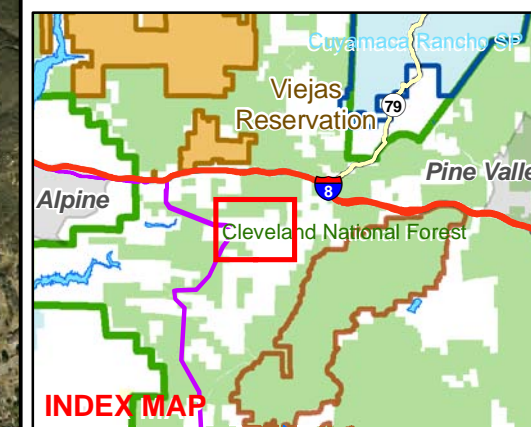 Cuyamaca Rancho SP
Viejas
Reservation
79
8
Pine Valle
Alpine
Cleveland National Forest
INDEX MAP